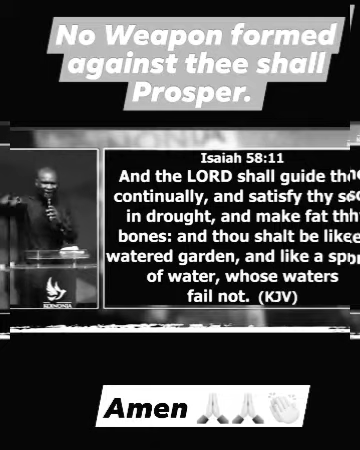 No Weapon formed
against thee shall
Prosper.
Isaiah 58:11
And the LORD shall guide
continually, and satisfy thy
in drought, and make fat
bones: and thou shalt be like
watered garden, and like a
of water, whose waters
fail not. (KJV)
KOINONIA
Amen 🙏🙏👏